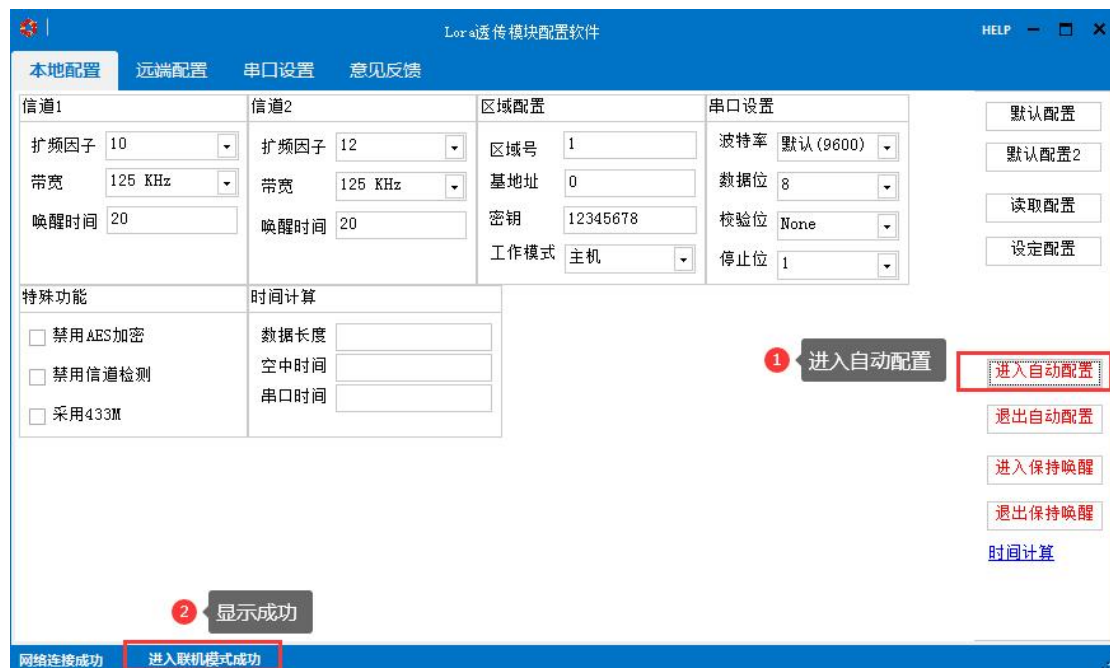 Lora透传模块配置软件
HELP
本地配置 远端配置 串口设置 意见反馈
信道1
扩频因子 10
带宽 125 KHz
唤醒时间 20
信道2
扩频因子 12
带宽 125 KHz
唤醒时间 20
区域配置
区域号 1
基地址 0
密钥 12345678
工作模式 主机
串口设置
波特率 默认(9600)
数据位 8
校验位 None
停止位 1
默认配置
默认配置2
读取配置
设定配置
特殊功能
禁用AES加密
禁用信道检测
采用433M
时间计算
数据长度
空中时间
串口时间
1 进入自动配置
进入自动配置
退出自动配置
进入保持唤醒
退出保持唤醒
时间计算
2 显示成功
网络连接成功 进入联机模式成功